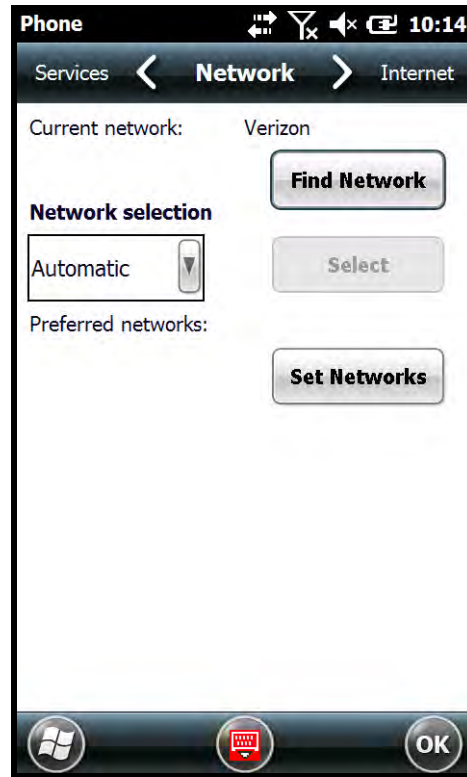 Phone 10:14
Services Network Internet
Current network: Verizon
Find Network
Network selection
Automatic
Select
Preferred networks:
Set Networks
OK